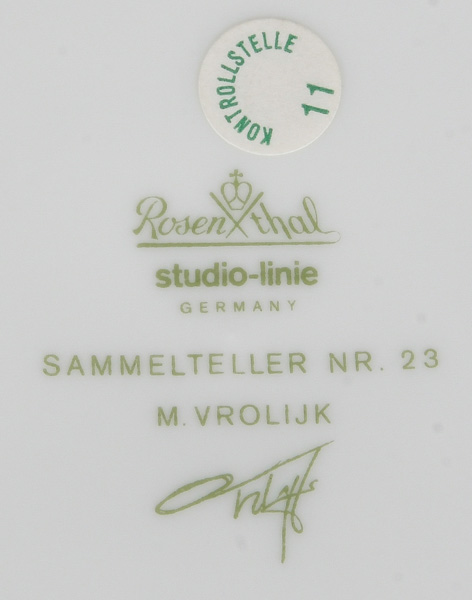 KONTROLLSTELLE
11
Rosenthal
studio-linie
GERMANY
SAMMELTELLER NR. 23
M. VROLIJK